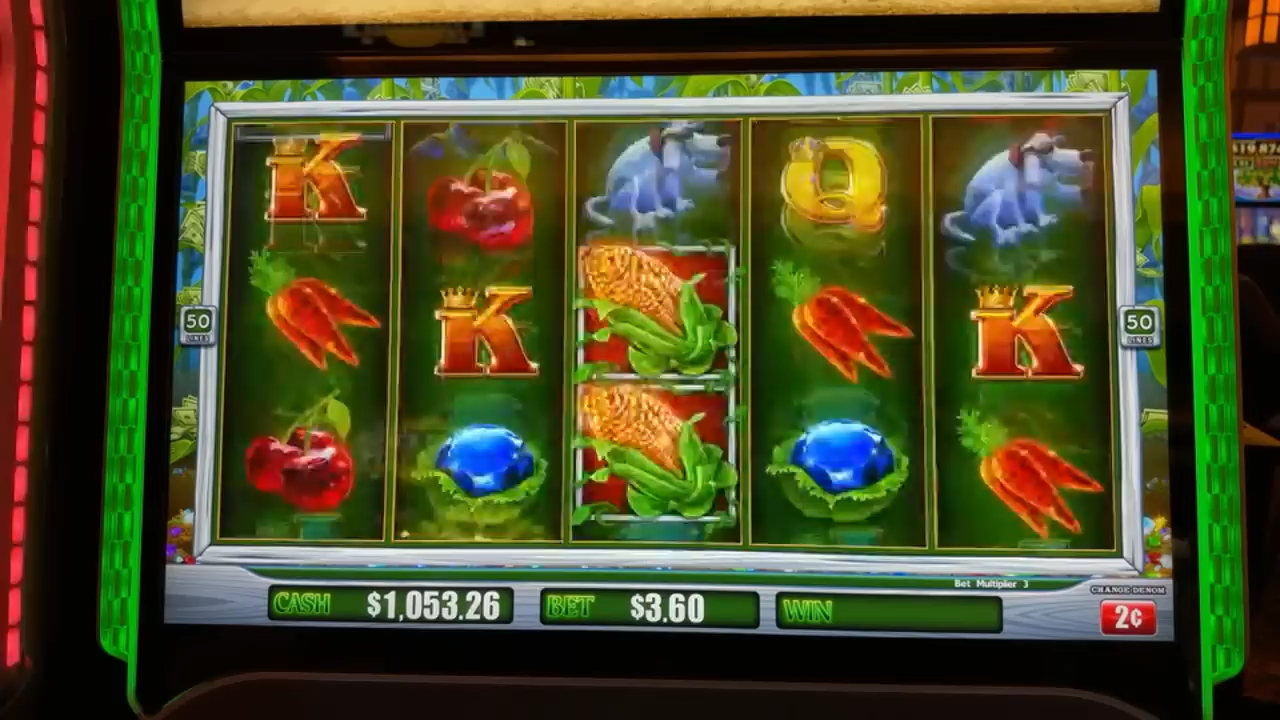 K
Q
K
K
50
LINES
50
LINES
Bet Multiplier 3
CHANGE DENOM
CASH $1,053.26
BET $3.60
WIN
2¢